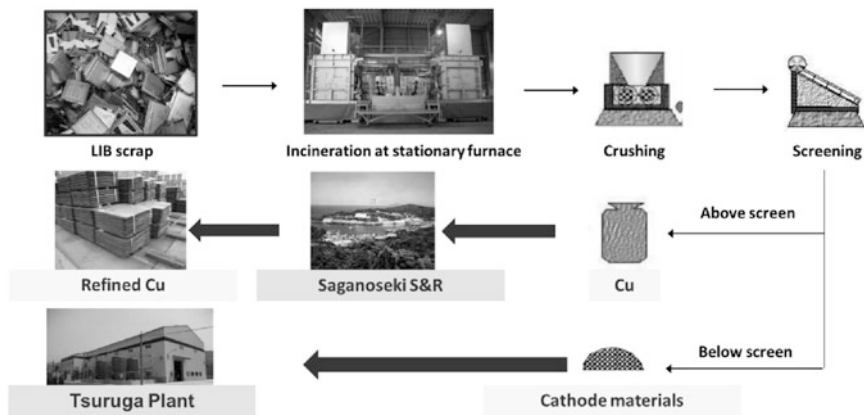 LIB scrap
Incineration at stationary furnace
Crushing
Screening
Above screen
Refined Cu
Saganoseki S&R
Cu
Below screen
Tsuruga Plant
Cathode materials